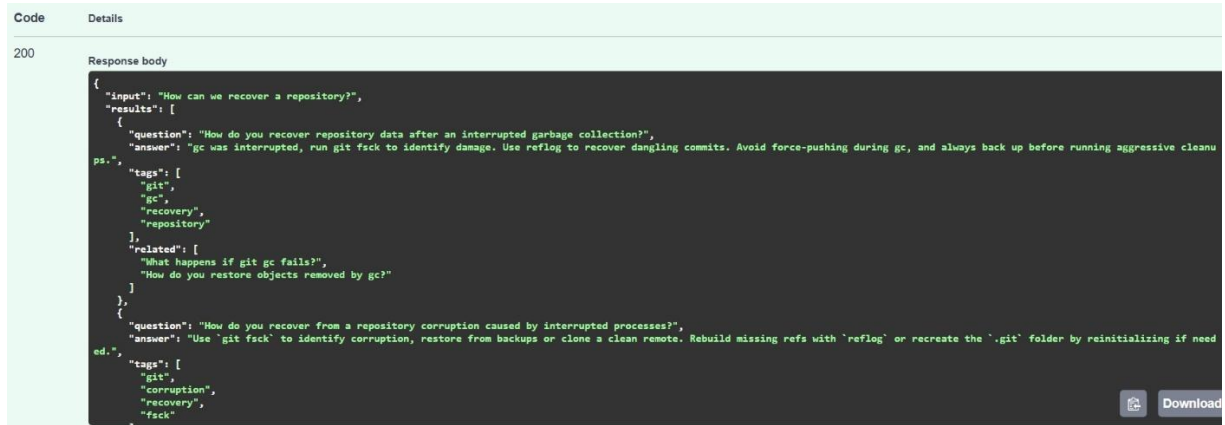 Code Details
200
Response body
{
  "input": "How can we recover a repository?",
  "results": [
    {
      "question": "How do you recover repository data after an interrupted garbage collection?",
      "answer": "gc was interrupted, run git fsck to identify damage. Use reflog to recover dangling commits. Avoid force-pushing during gc, and always back up before running aggressive cleanu
ps.",
      "tags": [
        "git",
        "gc",
        "recovery",
        "repository"
      ],
      "related": [
        "What happens if git gc fails?",
        "How do you restore objects removed by gc?"
      ]
    },
    {
      "question": "How do you recover from a repository corruption caused by interrupted processes?",
      "answer": "Use `git fsck` to identify corruption, restore from backups or clone a clean remote. Rebuild missing refs with `reflog` or recreate the `.git` folder by reinitializing if need
ed.",
      "tags": [
        "git",
        "corruption",
        "recovery",
        "fsck"
Download